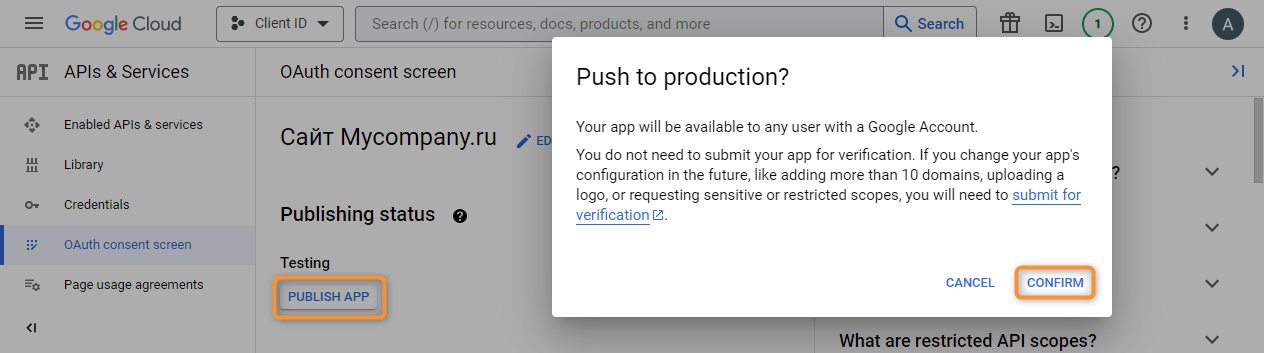 Google Cloud
Client ID
Search (/) for resources, docs, products, and more
Search
1
A
API
APIs & Services
OAuth consent screen
Enabled APIs & services
Library
Credentials
OAuth consent screen
Page usage agreements
Сайт Mycompany.ru
ED
Publishing status
Testing
PUBLISH APP
Push to production?
Your app will be available to any user with a Google Account.
You do not need to submit your app for verification. If you change your app's
configuration in the future, like adding more than 10 domains, uploading a
logo, or requesting sensitive or restricted scopes, you will need to submit for
verification.
CANCEL
CONFIRM
?
What are restricted API scopes?